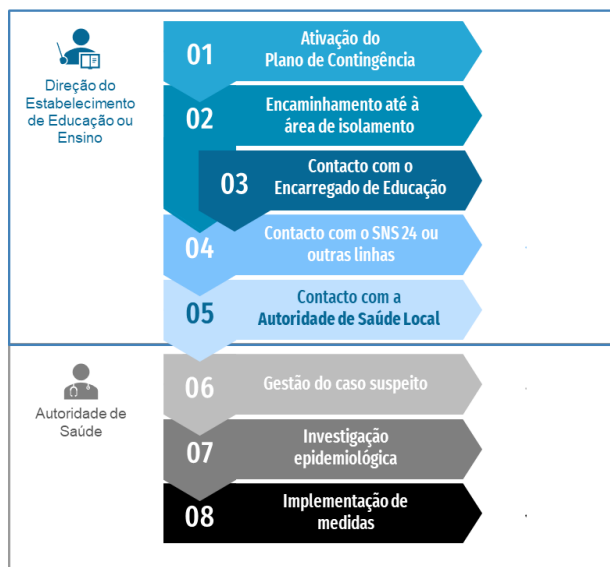 Direção do
Estabelecimento
de Educação ou
Ensino
01
Ativação do
Plano de Contingência
02
Encaminhamento até à
área de isolamento
03
Contacto com o
Encarregado de Educação
04
Contacto com o SNS 24 ou
outras linhas
05
Contacto com a
Autoridade de Saúde Local
Autoridade de
Saúde
06
Gestão do caso suspeito
07
Investigação
epidemiológica
08
Implementação de
medidas